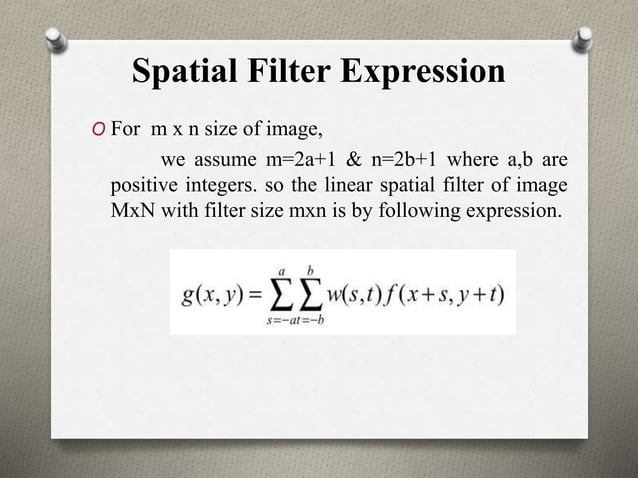 Spatial Filter Expression
O For m x n size of image,
we assume m=2a+1 & n=2b+1 where a,b are
positive integers. so the linear spatial filter of image
MxN with filter size mxn is by following expression.
a b
g(x, y) = ∑ ∑ w(s,t) f (x+s, y+t)
s=-a t=-b